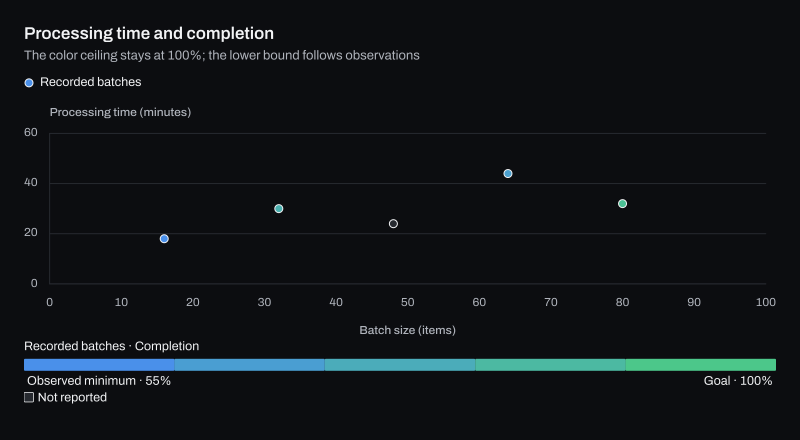 Processing time and completion
The color ceiling stays at 100%; the lower bound follows observations
Recorded batches
Processing time (minutes)
60
40
20
0
0 10 20 30 40 50 60 70 80 90 100
Batch size (items)
Recorded batches · Completion
Observed minimum · 55% Goal · 100%
Not reported